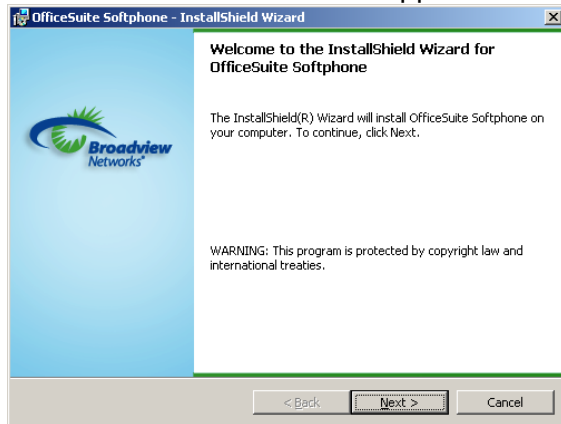 OfficeSuite Softphone - InstallShield Wizard
Welcome to the InstallShield Wizard for
OfficeSuite Softphone
The InstallShield(R) Wizard will install OfficeSuite Softphone on
your computer. To continue, click Next.
Broadview
Networks®
WARNING: This program is protected by copyright law and
international treaties.
< Back
Next >
Cancel